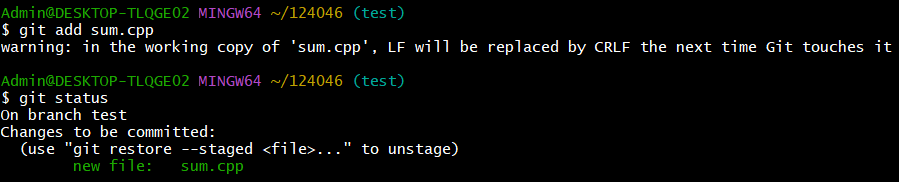 Admin@DESKTOP-TLQGE02 MINGW64 ~/124046 (test)
$ git add sum.cpp
warning: in the working copy of 'sum.cpp', LF will be replaced by CRLF the next time Git touches it
Admin@DESKTOP-TLQGE02 MINGW64 ~/124046 (test)
$ git status
On branch test
Changes to be committed:
  (use "git restore --staged <file>..." to unstage)
        new file:   sum.cpp